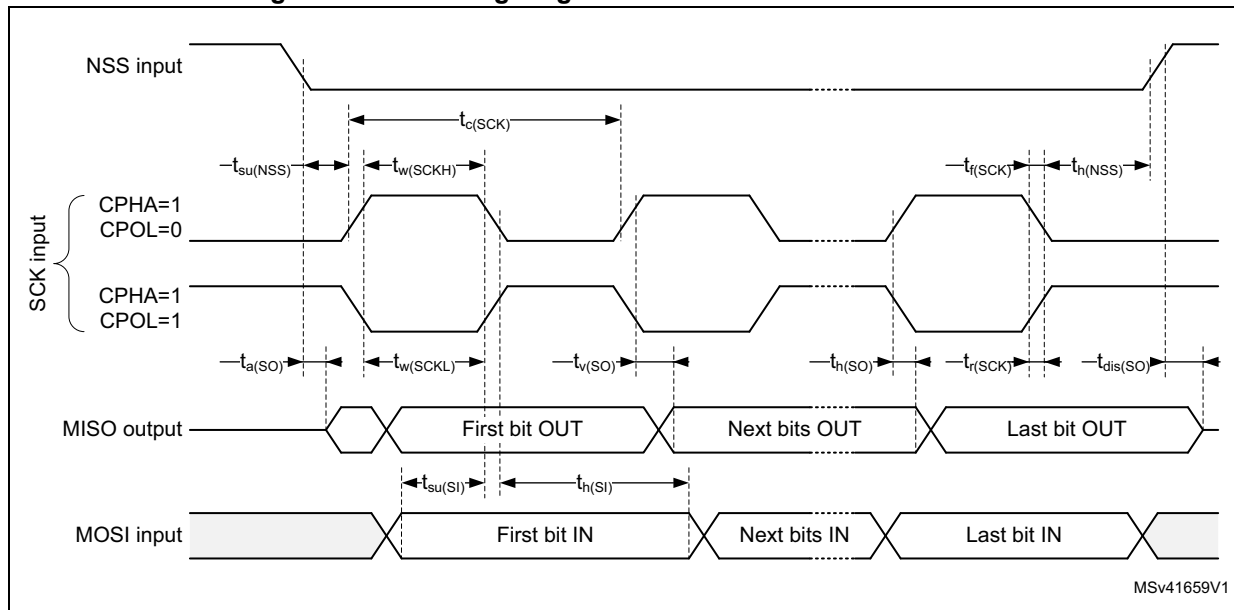 NSS input
tc(SCK)
tsu(NSS)
tw(SCKH)
tf(SCK)
th(NSS)
SCK input
CPHA=1
CPOL=0
CPHA=1
CPOL=1
ta(SO)
tw(SCKL)
tv(SO)
th(SO)
tr(SCK)
tdis(SO)
MISO output
First bit OUT
Next bits OUT
Last bit OUT
tsu(SI)
th(SI)
MOSI input
First bit IN
Next bits IN
Last bit IN
MSv41659V1